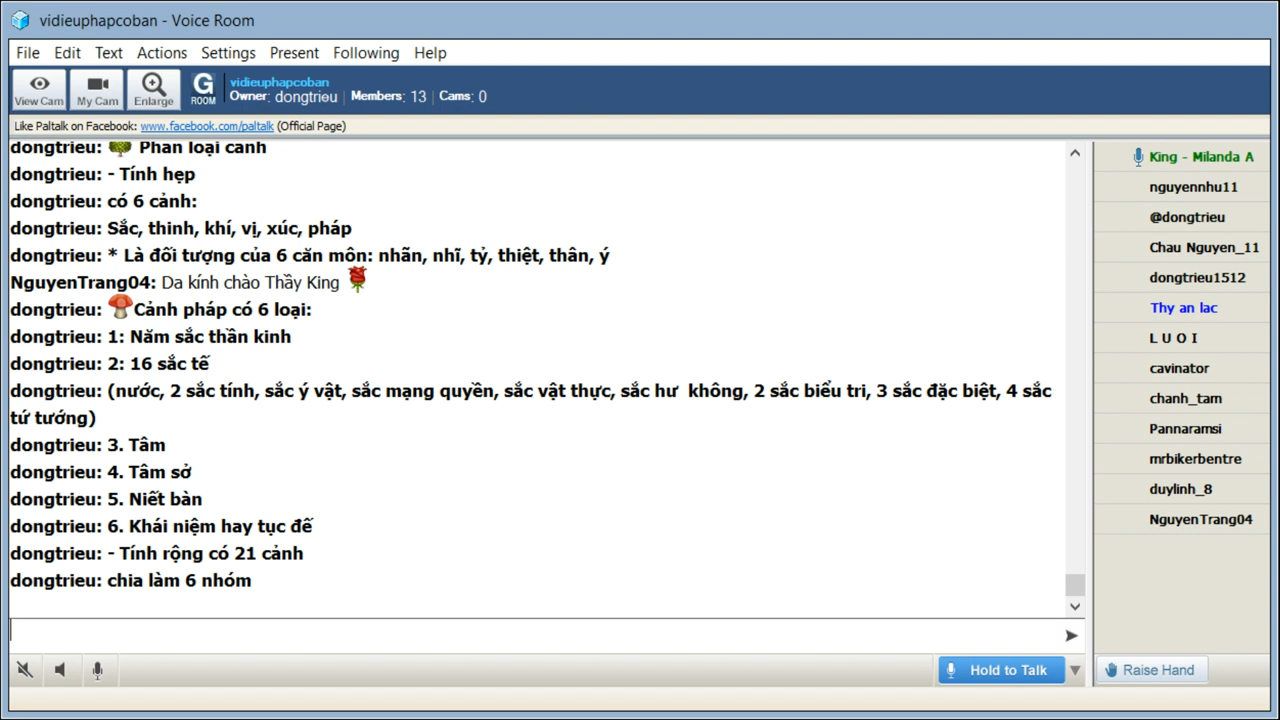 vidieuphapcoban - Voice Room
File Edit Text Actions Settings Present Following Help
View Cam
My Cam
Enlarge
G ROOM
vidieuphapcoban
Owner: dongtrieu | Members: 13 | Cams: 0
Like Paltalk on Facebook: www.facebook.com/paltalk (Official Page)
dongtrieu: Phân loại cảnh
dongtrieu: - Tính hẹp
dongtrieu: có 6 cảnh:
dongtrieu: Sắc, thinh, khí, vị, xúc, pháp
dongtrieu: * Là đối tượng của 6 căn môn: nhãn, nhĩ, tỷ, thiệt, thân, ý
NguyenTrang04: Da kính chào Thầy King
dongtrieu: Cảnh pháp có 6 loại:
dongtrieu: 1: Năm sắc thần kinh
dongtrieu: 2: 16 sắc tế
dongtrieu: (nước, 2 sắc tính, sắc ý vật, sắc mạng quyền, sắc vật thực, sắc hư không, 2 sắc biểu tri, 3 sắc đặc biệt, 4 sắc
tứ tướng)
dongtrieu: 3. Tâm
dongtrieu: 4. Tâm sở
dongtrieu: 5. Niết bàn
dongtrieu: 6. Khái niệm hay tục đế
dongtrieu: - Tính rộng có 21 cảnh
dongtrieu: chia làm 6 nhóm
King - Milanda A
nguyennhu11
@dongtrieu
Chau Nguyen_11
dongtrieu1512
Thy an lac
L U O I
cavinator
chanh_tam
Pannaramsi
mrbikerbentre
duylinh_8
NguyenTrang04
Hold to Talk
Raise Hand